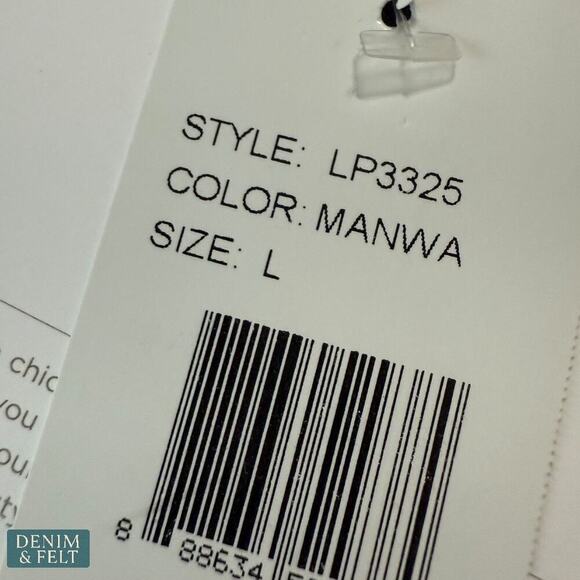 STYLE: LP3325
COLOR: MANWA
SIZE: L
chic
you
8 88634
DENIM
& FELT